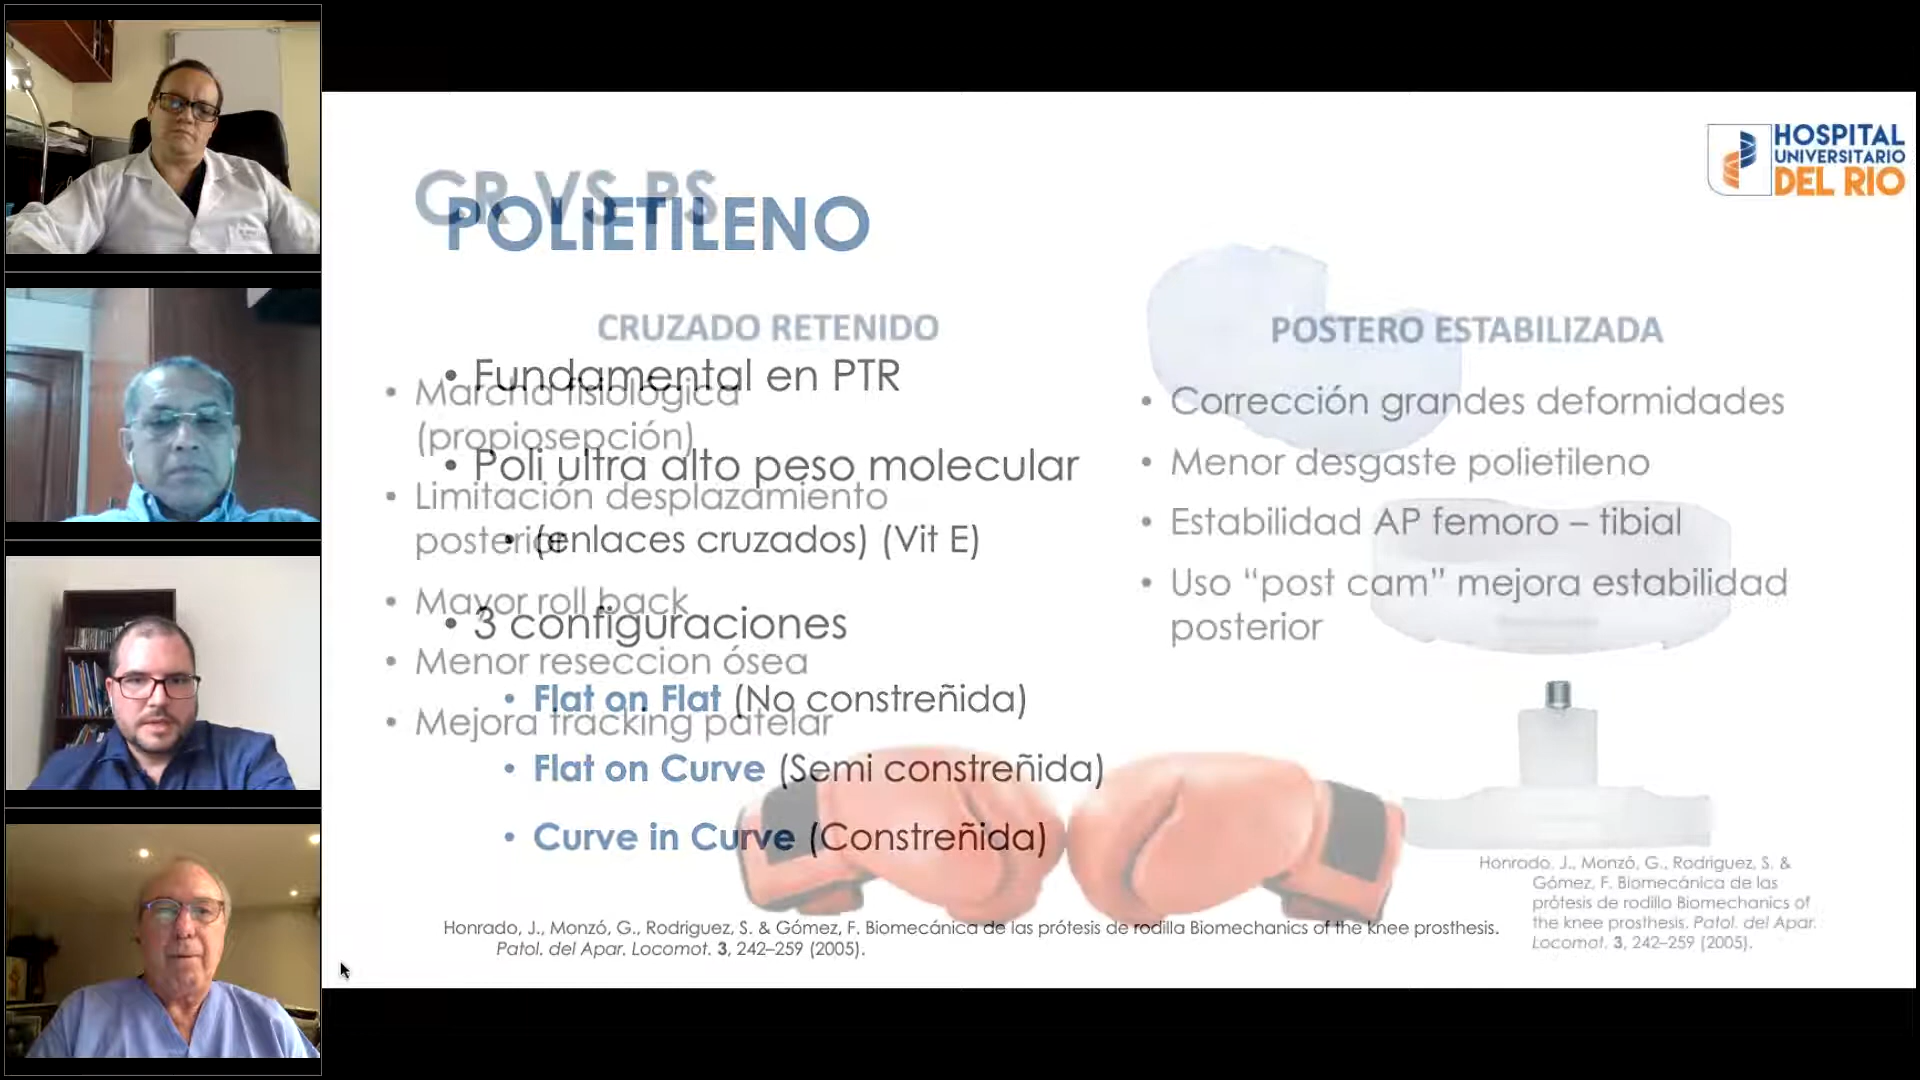 HOSPITAL
UNIVERSITARIO
DEL RIO
CR VS PS
POLIETILENO
CRUZADO RETENIDO
• Marcha fisiológica
(propiosepción)
• Limitación desplazamiento
posterior
• Mayor roll back
• Menor reseccion ósea
• Mejora tracking patelar
POSTERO ESTABILIZADA
• Corrección grandes deformidades
• Menor desgaste polietileno
• Estabilidad AP femoro – tibial
• Uso “post cam” mejora estabilidad
posterior
• Fundamental en PTR
• Poli ultra alto peso molecular
• (enlaces cruzados) (Vit E)
• 3 configuraciones
• Flat on Flat (No constreñida)
• Flat on Curve (Semi constreñida)
• Curve in Curve (Constreñida)
Honrado, J., Monzó, G., Rodriguez, S. & Gómez, F. Biomecánica de las prótesis de rodilla Biomechanics of the knee prosthesis.
Patol. del Apar. Locomot. 3, 242–259 (2005).
Honrado, J., Monzó, G., Rodriguez, S. &
Gómez, F. Biomecánica de las
prótesis de rodilla Biomechanics of
the knee prosthesis. Patol. del Apar.
Locomot. 3, 242–259 (2005).